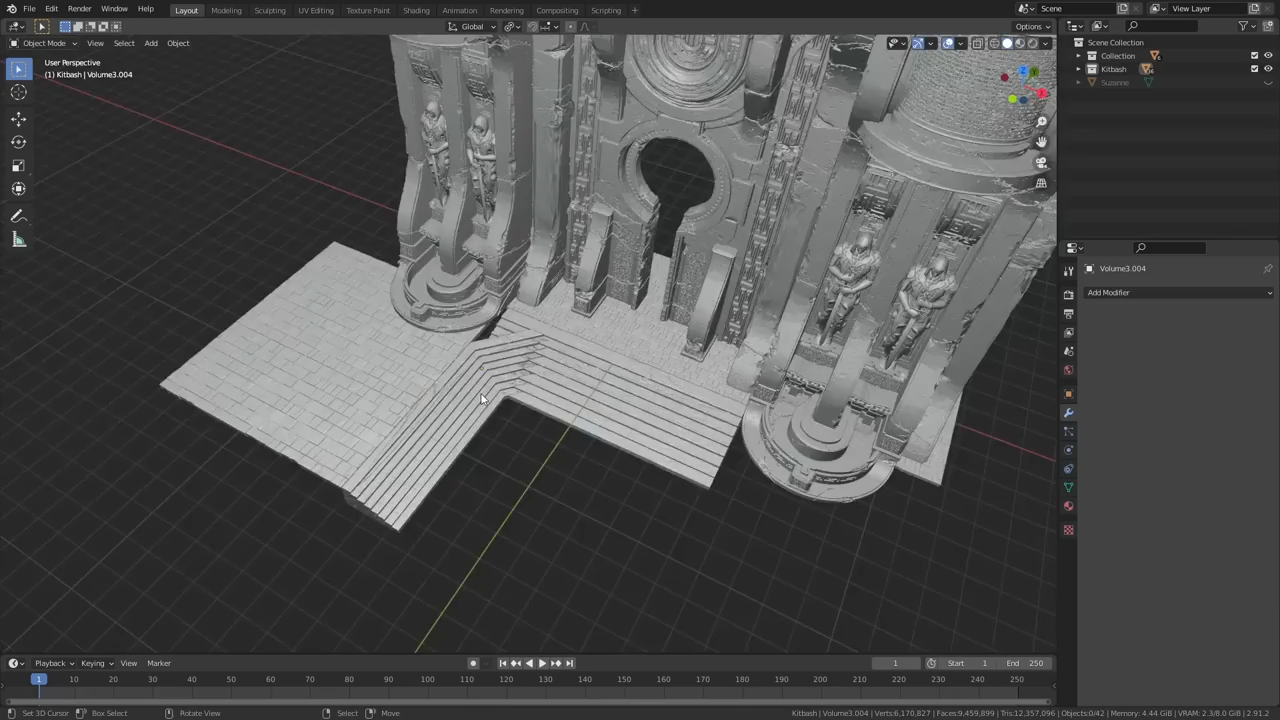 File Edit Render Window Help Layout Modeling Sculpting UV Editing Texture Paint Shading Animation Rendering Compositing Scripting + Scene View Layer
Global Options
Object Mode View Select Add Object
User Perspective
(1) Kitbash | Volume3.004
Scene Collection
Collection
Kitbash
Suzanne
Volume3.004
Add Modifier
Playback Keying View Marker 1 Start 1 End 250
1 10 20 30 40 50 60 70 80 90 100 110 120 130 140 150 160 170 180 190 200 210 220 230 240 250
Set 3D Cursor Box Select Rotate View Select Move Kitbash | Volume3.004 | Verts:6,170,827 | Faces:9,459,899 | Tris:12,357,096 | Objects:0/42 | Memory: 4.44 GiB | VRAM: 2.3/8.0 GiB | 2.91.2